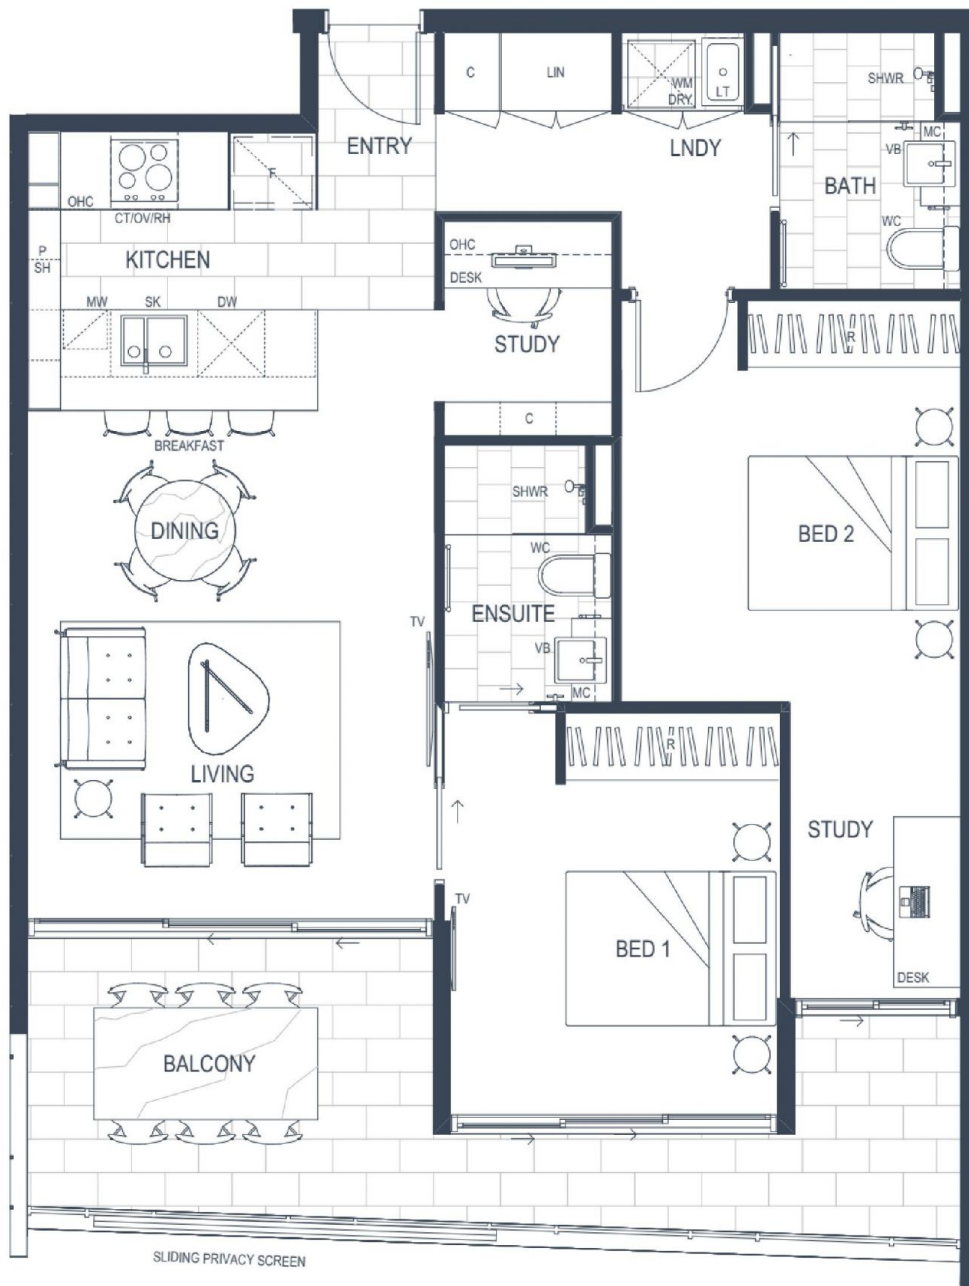 C
LIN
WM
DRY.
LT
SHWR
ENTRY
LNDY
MC
VB
BATH
WC
F
OHC
CT/OV/RH
KITCHEN
P
SH
OHC
DESK
MW
SK
DW
STUDY
R
C
BREAKFAST
SHWR
DINING
BED 2
WC
ENSUITE
TV
VB
MC
R
LIVING
STUDY
TV
BED 1
DESK
BALCONY
SLIDING PRIVACY SCREEN